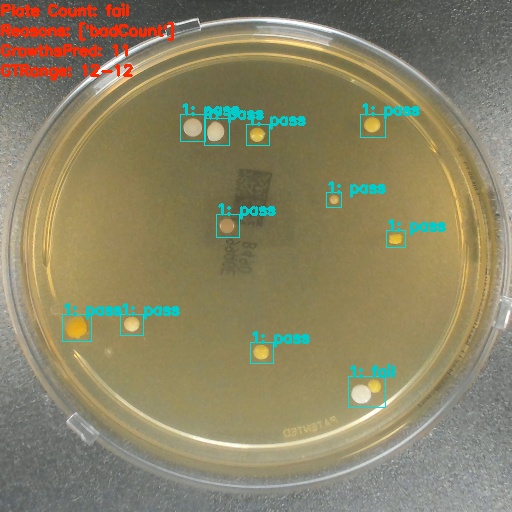 Plate Count: fail
Reasons: ['badCount']
GrowthsPred: 11
GTRange: 12-12
1: pass
1: pass
1: pass
1: pass
1: pass
1: pass
1: pass
1: pass
1: pass
1: pass
1: fail
PATENTED